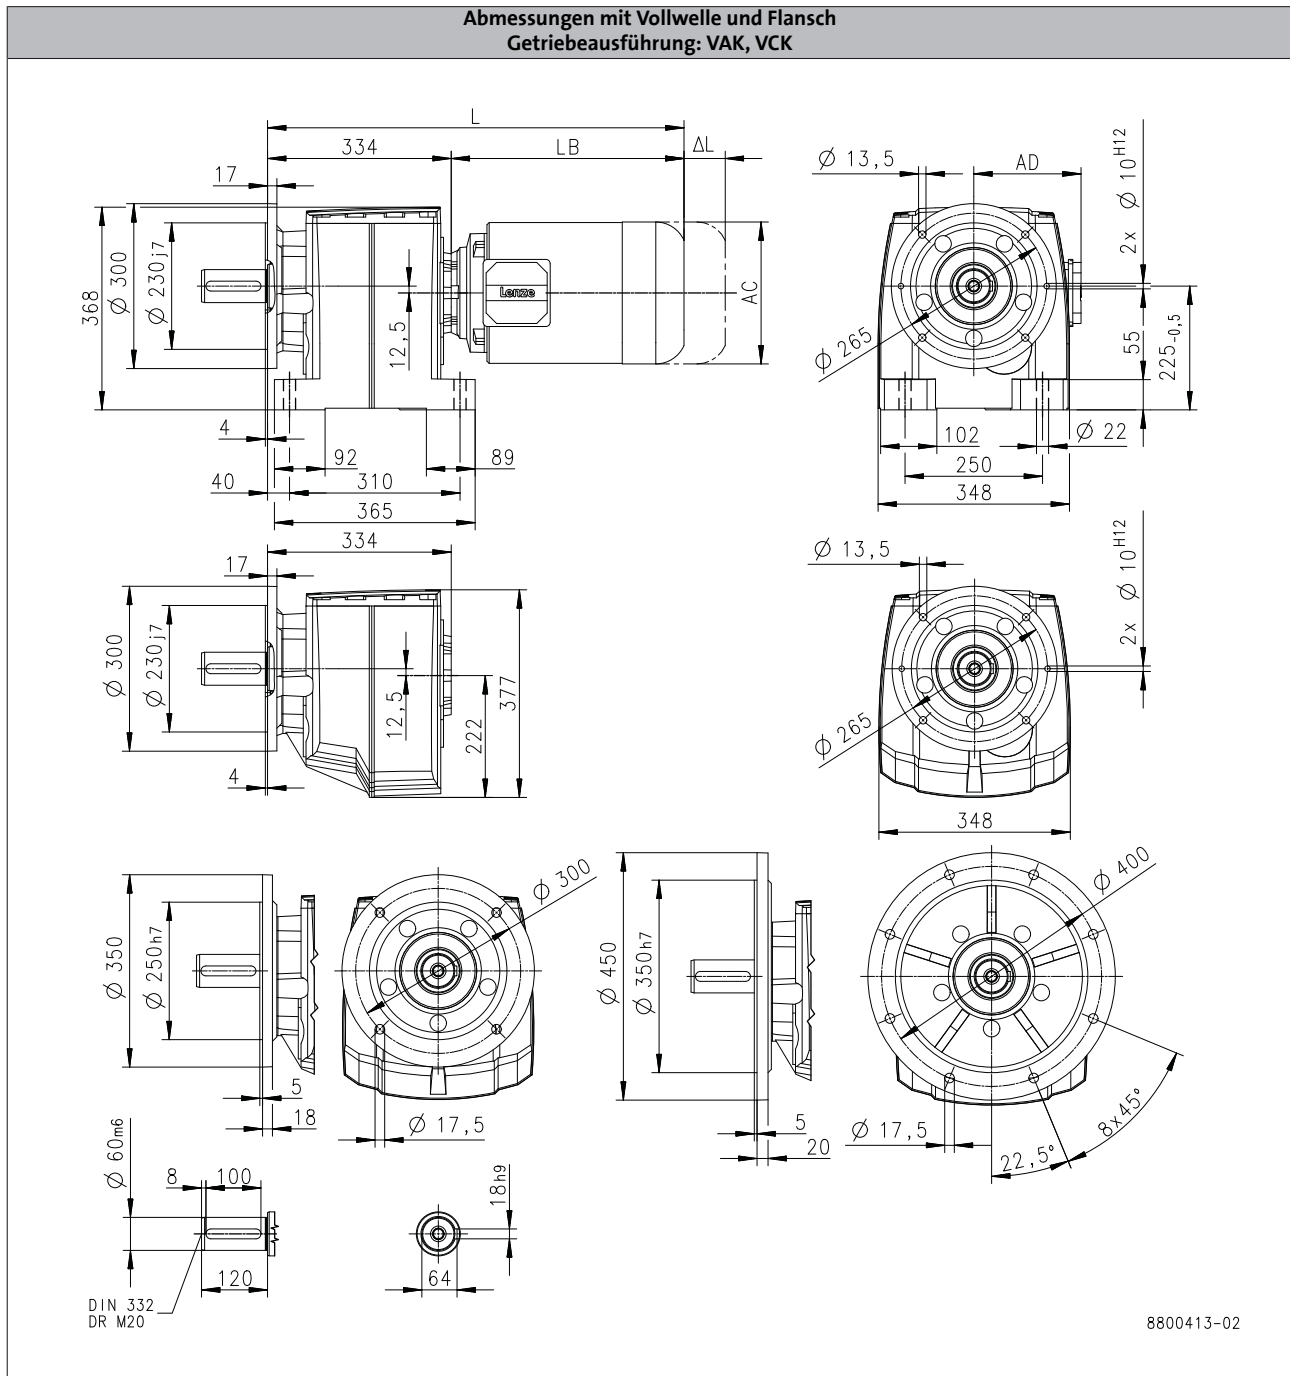 Abmessungen mit Vollwelle und Flansch
Getriebeausführung: VAK, VCK
L
334
LB
ΔL
17
368
Ø 300
Ø 230j7
Lenze
12,5
AC
4
92
89
40
310
365
Ø 13,5
AD
2x Ø 10H12
Ø 265
55
225-0,5
102
Ø 22
250
348
334
17
Ø 300
Ø 230j7
12,5
222
377
4
Ø 13,5
2x Ø 10H12
Ø 265
348
Ø 350
Ø 250h7
5
18
Ø 300
Ø 17,5
Ø 450
Ø 350h7
5
20
Ø 400
Ø 17,5
22,5°
8x45°
Ø 60m6
8
100
120
DIN 332
DR M20
18h9
64
8800413-02